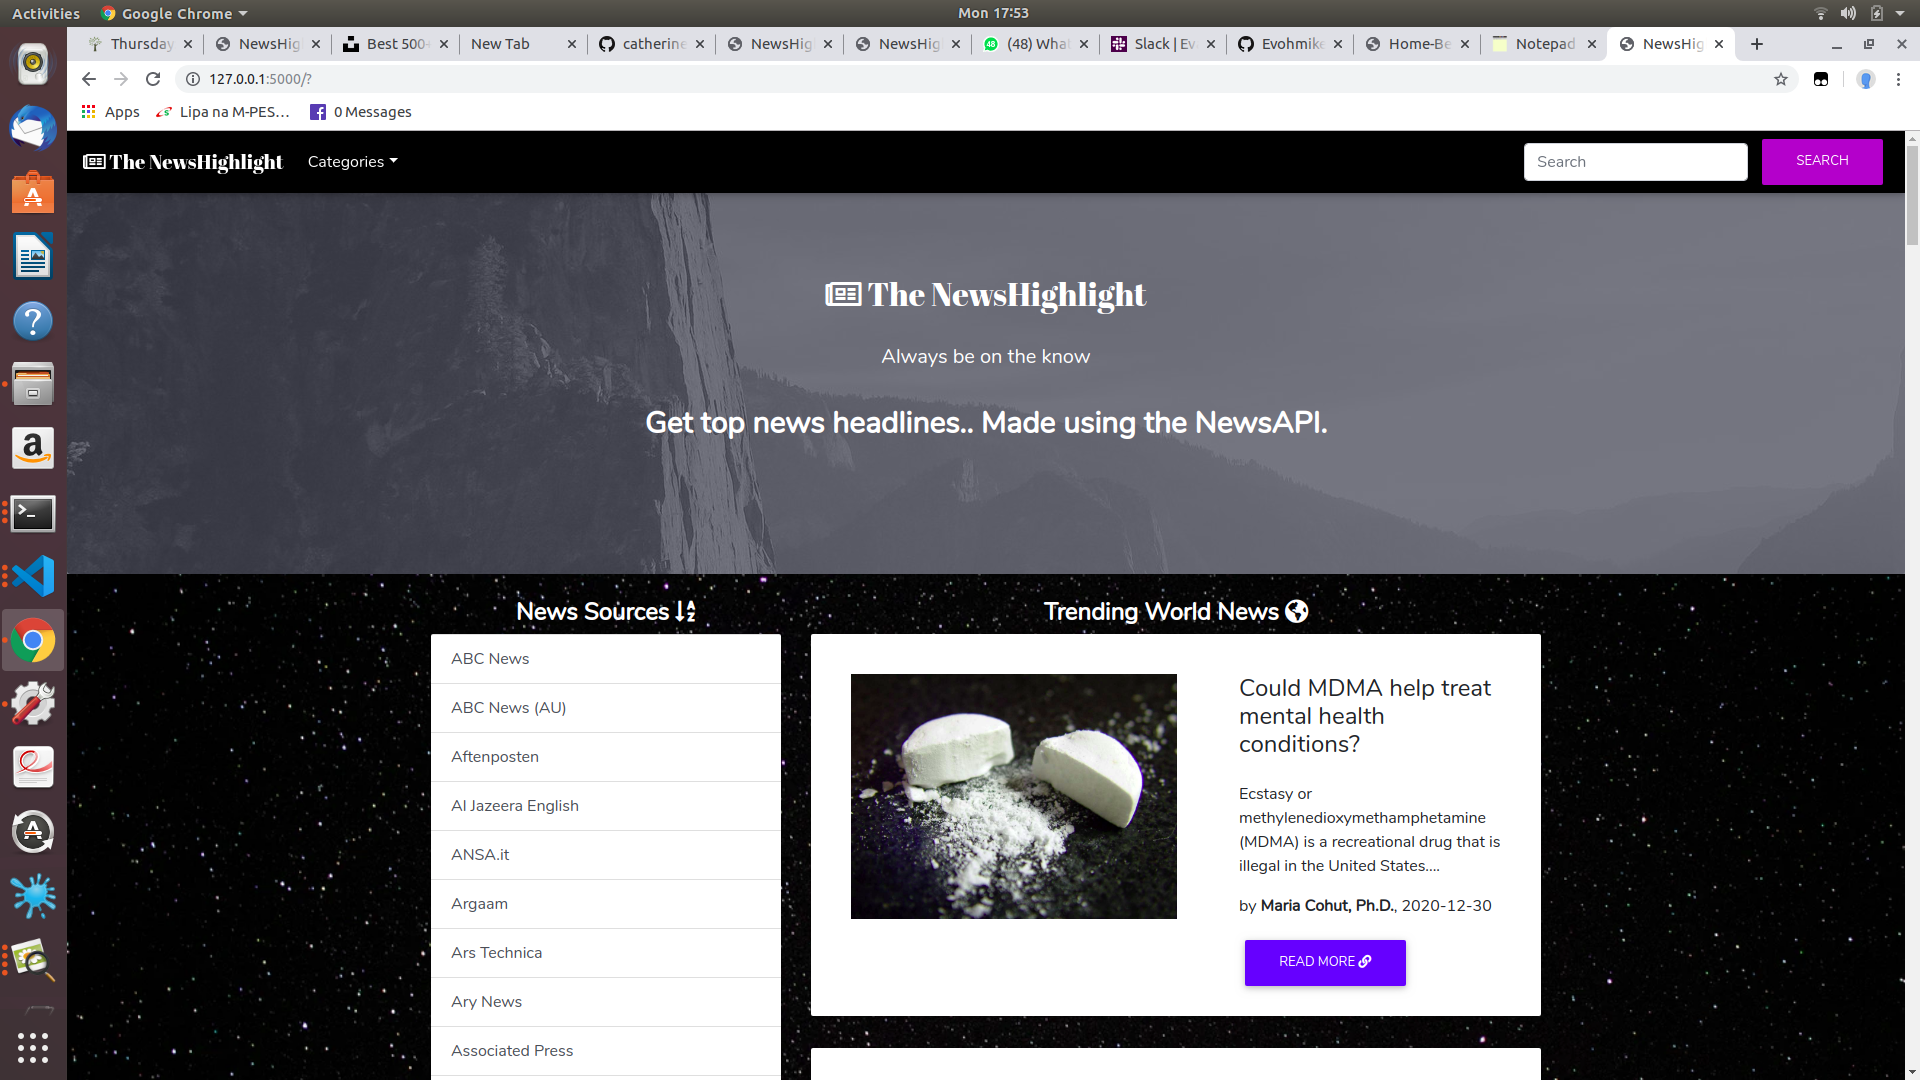 Activities Google Chrome Mon 17:53
Thursday NewsHig Best 500 New Tab catherine NewsHig NewsHig (48) What Slack | Ev Evohmike Home-Be Notepad NewsHig
127.0.0.1:5000/?
Apps Lipa na M-PES... 0 Messages
The NewsHighlight Categories Search SEARCH
The NewsHighlight
Always be on the know
Get top news headlines.. Made using the NewsAPI.
News Sources
Trending World News
ABC News
ABC News (AU)
Aftenposten
Al Jazeera English
ANSA.it
Argaam
Ars Technica
Ary News
Associated Press
Could MDMA help treat
mental health
conditions?
Ecstasy or
methylenedioxymethamphetamine
(MDMA) is a recreational drug that is
illegal in the United States....
by Maria Cohut, Ph.D., 2020-12-30
READ MORE